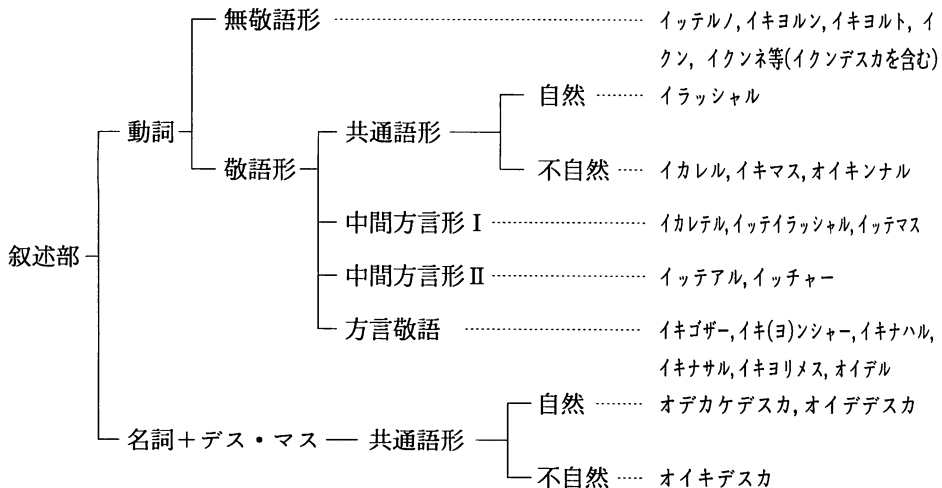 無敬語形 イッテルノ,イキヨルン,イキヨルト, イ
クン, イクンネ等(イクンデスカを含む)
自然 イラッシャル
動詞
共通語形
敬語形
不自然 イカレル,イキマス,オイキンナル
中間方言形Ⅰ イカレテル,イッテイラッシャル,イッテマス
叙述部
中間方言形Ⅱ イッテアル,イッチャー
方言敬語 イキゴザー,イキ(ヨ)ンシャー,イキナハル,
イキナサル,イキヨリメス,オイデル
自然 オデカケデスカ,オイデデスカ
名詞+デス・マス 共通語形
不自然 オイキデスカ